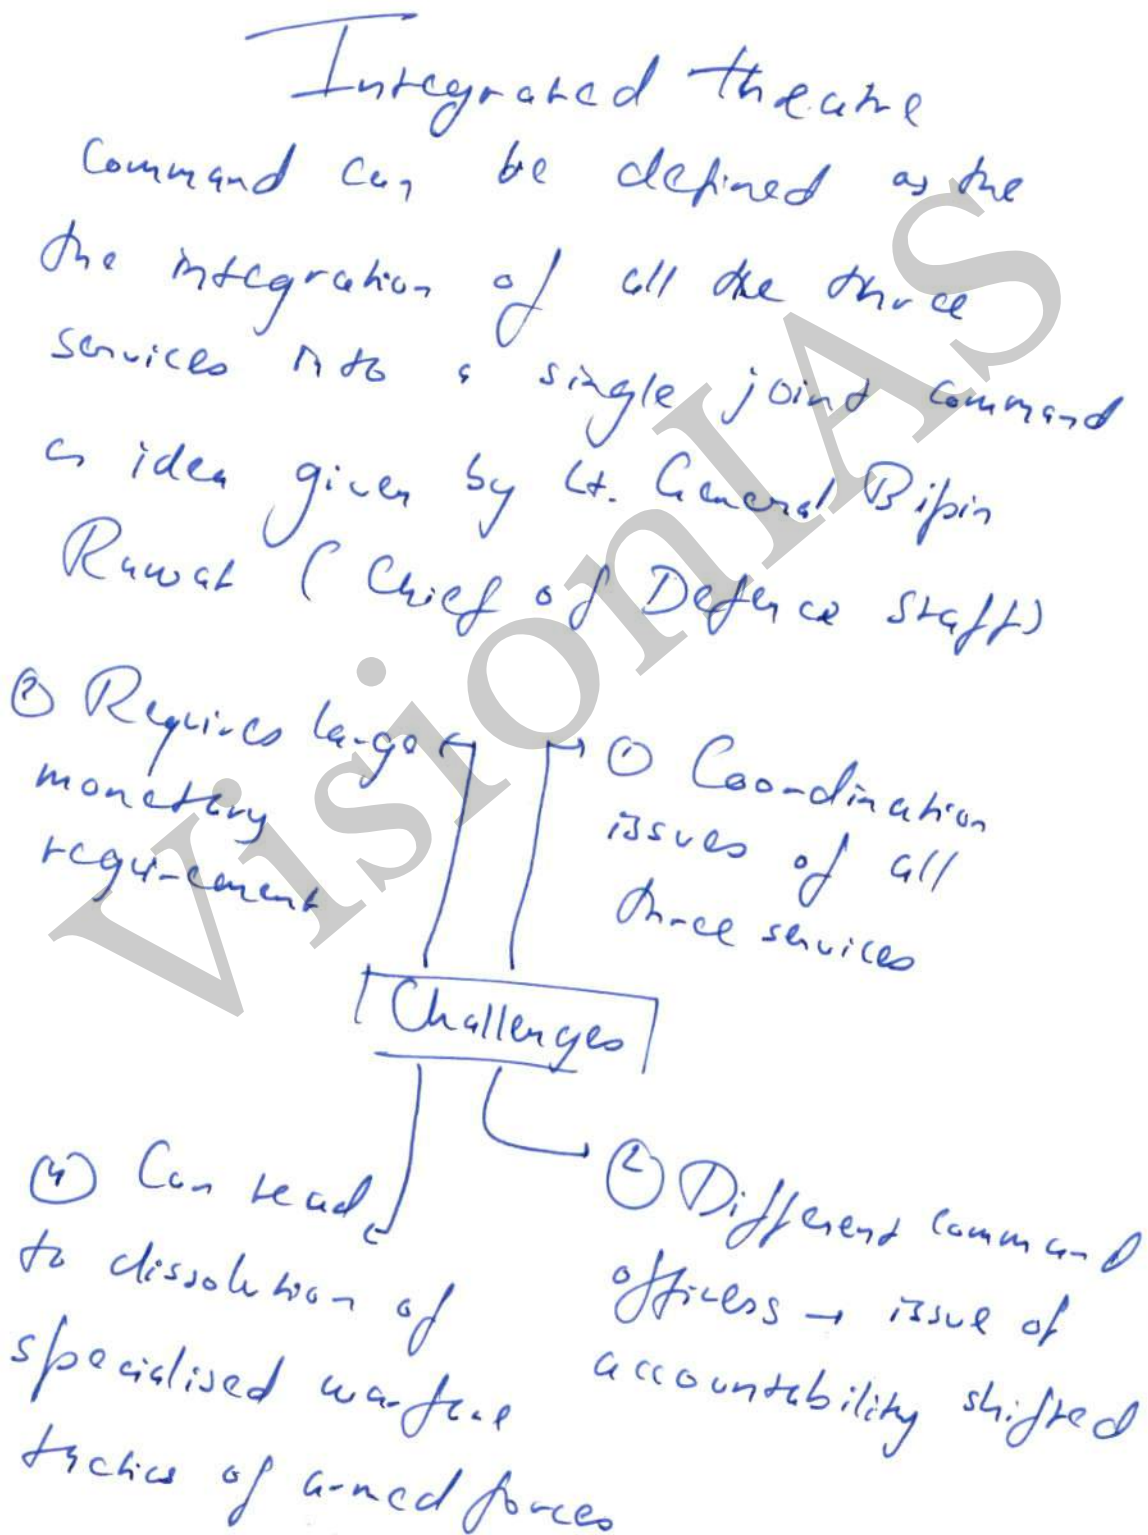 Integrated theatre
Command can be defined as the
the integration of all the three
services into a single joint command
as idea given by Lt. General Bipin
Rawat (Chief of Defence Staff)
③ Requires large
monetary
requirement
① Coordination
issues of all
three services
Challenges
④ Can lead
to dissolution of
specialised warfare
tactics of armed forces
② Different command
officers → issue of
accountability shifted
VisionIAS